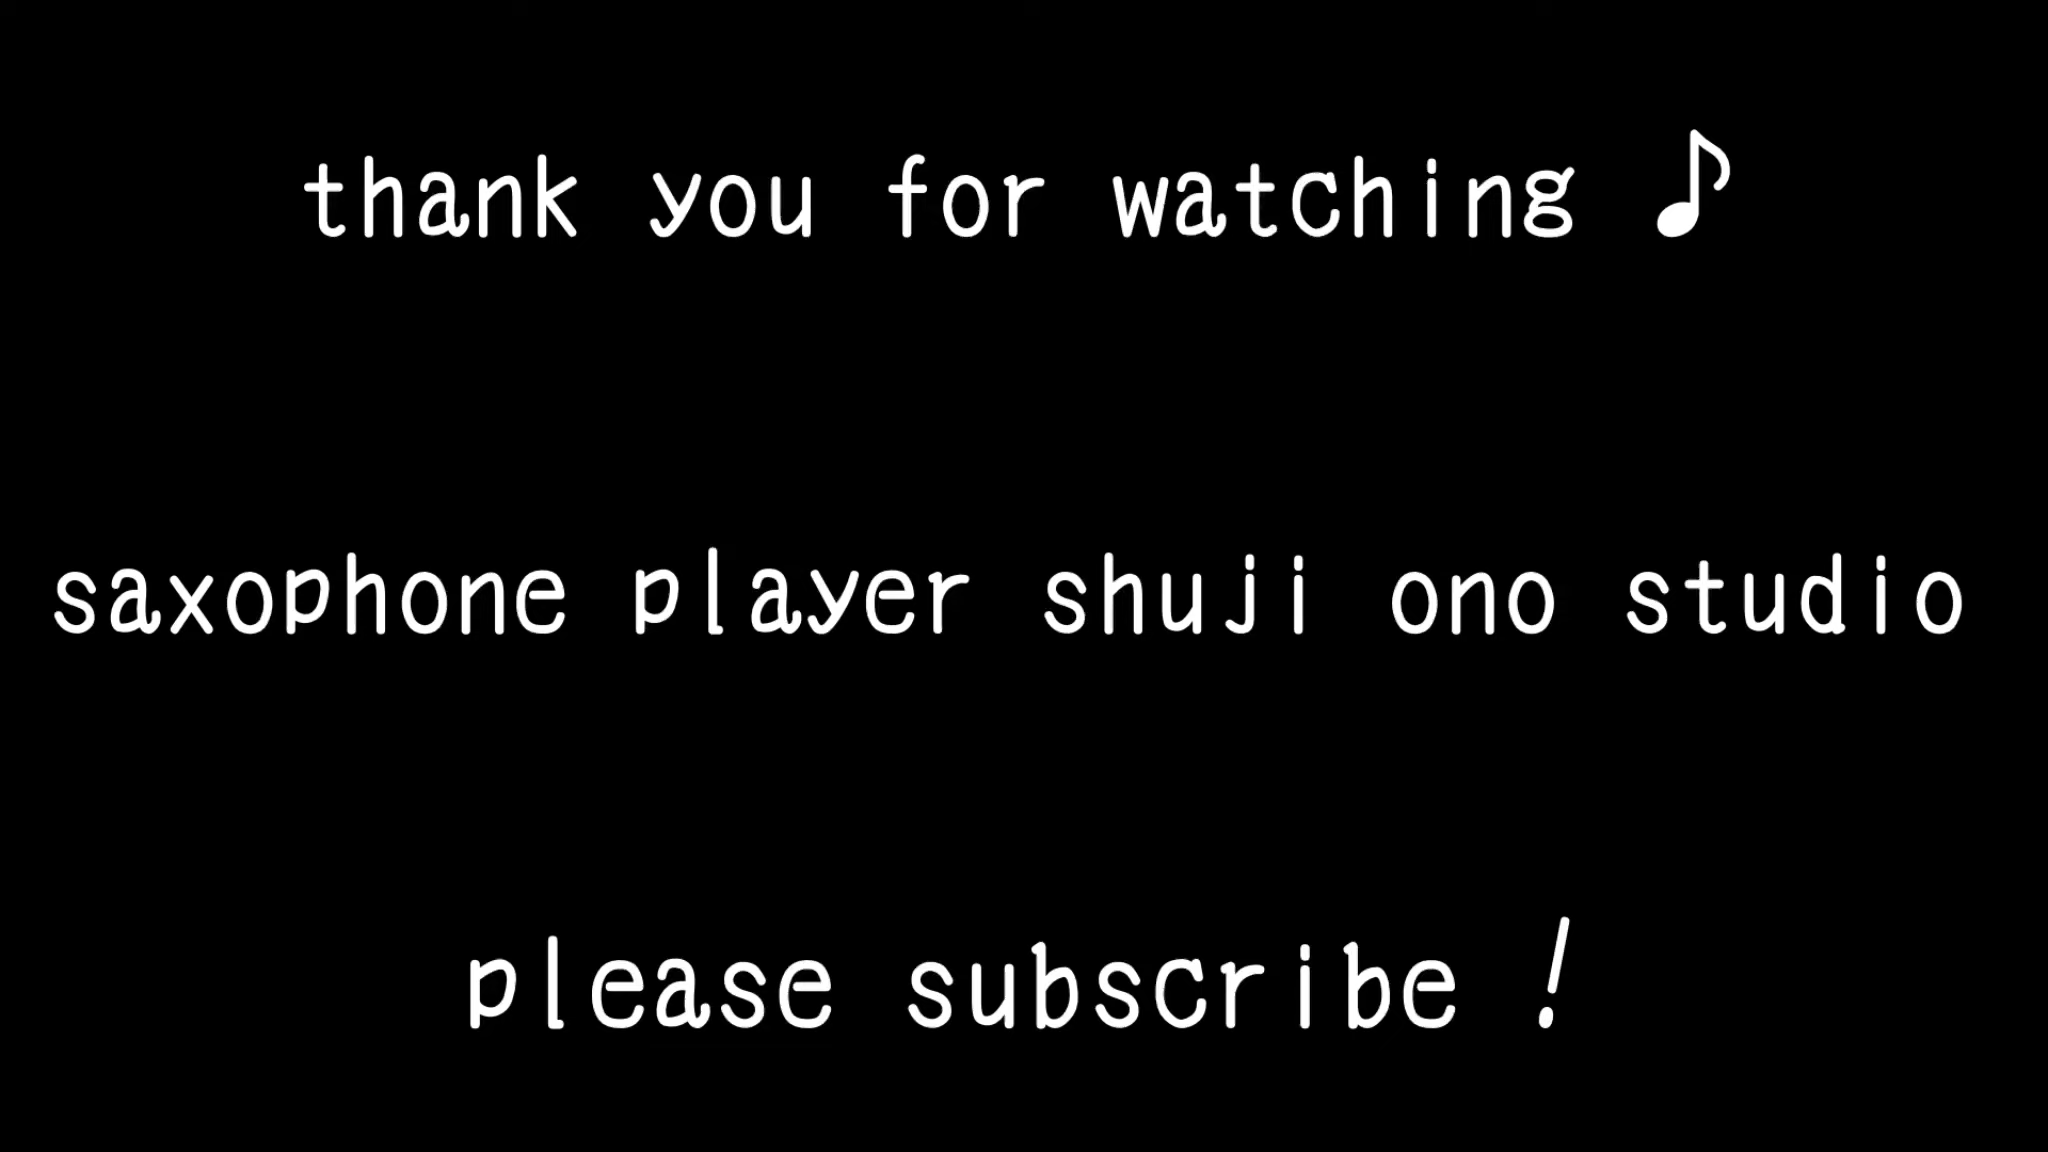 thank you for watching ♪
saxophone player shuji ono studio
please subscribe !